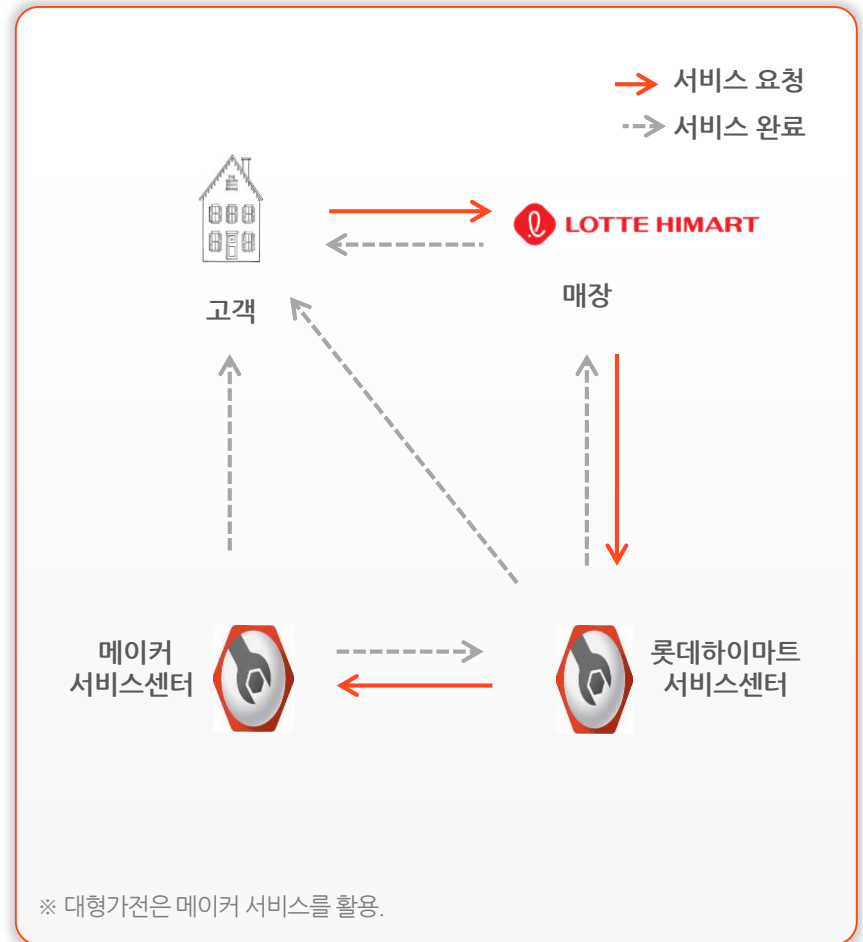 서비스 요청
서비스 완료
LOTTE HIMART
고객
매장
메이커
서비스센터
롯데하이마트
서비스센터
※ 대형가전은 메이커 서비스를 활용.